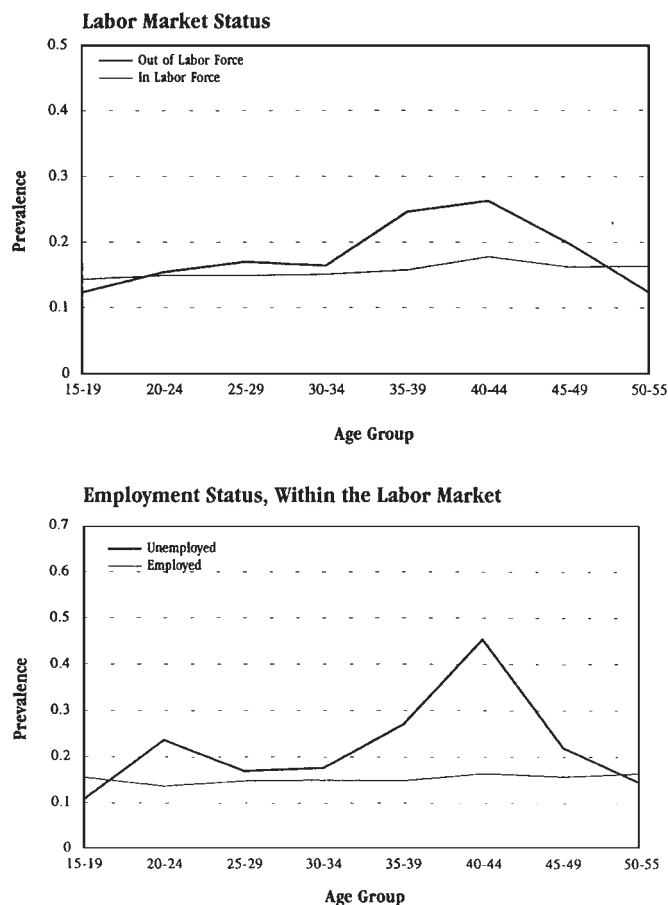 Labor Market Status
0.5
Out of Labor Force
In Labor Force
0.4
0.3
Prevalence
0.2
0.1
0
15-19 20-24 25-29 30-34 35-39 40-44 45-49 50-55
Age Group
Employment Status, Within the Labor Market
0.7
Unemployed
Employed
0.6
0.5
0.4
Prevalence
0.3
0.2
0.1
0
15-19 20-24 25-29 30-34 35-39 40-44 45-49 50-55
Age Group